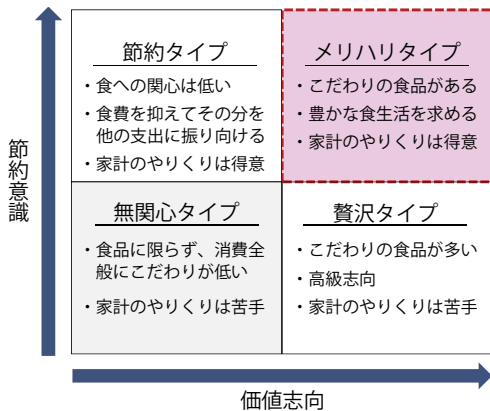 節約タイプ
・食への関心は低い
・食費を抑えてその分を
他の支出に振り向ける
・家計のやりくりは得意
メリハリタイプ
・こだわりの食品がある
・豊かな食生活を求める
・家計のやりくりは得意
節約意識
無関心タイプ
・食品に限らず、消費全
般にこだわりが低い
・家計のやりくりは苦手
贅沢タイプ
・こだわりの食品が多い
・高級志向
・家計のやりくりは苦手
価値志向